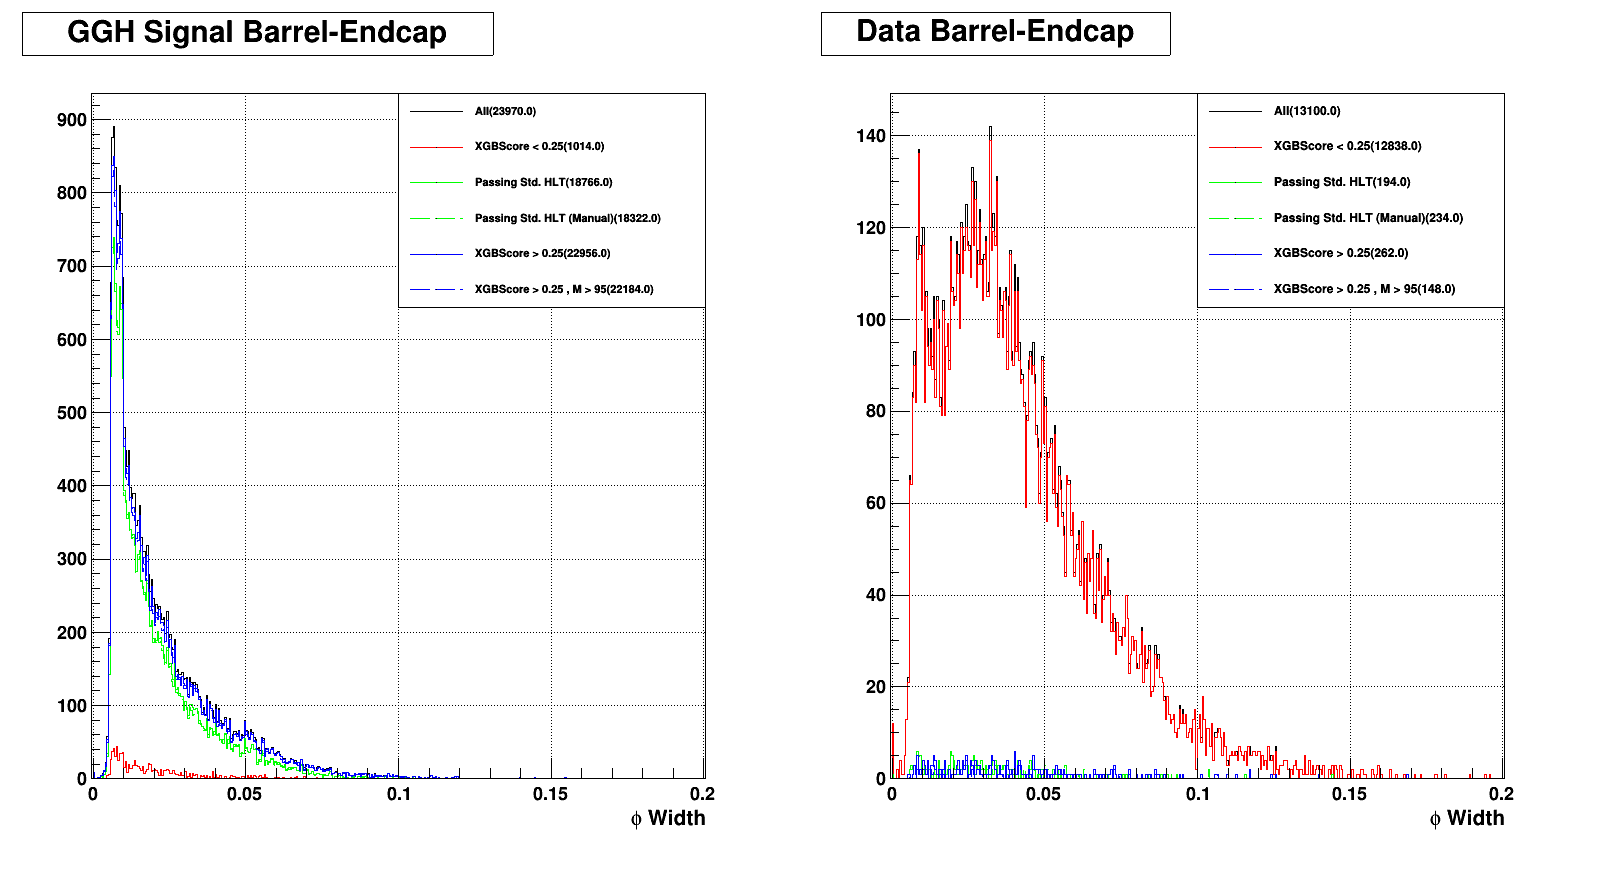 GGH Signal Barrel-Endcap
All(23970.0)
XGBScore < 0.25(1014.0)
Passing Std. HLT(18766.0)
Passing Std. HLT (Manual)(18322.0)
XGBScore > 0.25(22956.0)
XGBScore > 0.25 , M > 95(22184.0)
900
800
700
600
500
400
300
200
100
0
0 0.05 0.1 0.15 0.2
ϕ Width
Data Barrel-Endcap
All(13100.0)
XGBScore < 0.25(12838.0)
Passing Std. HLT(194.0)
Passing Std. HLT (Manual)(234.0)
XGBScore > 0.25(262.0)
XGBScore > 0.25 , M > 95(148.0)
140
120
100
80
60
40
20
0
0 0.05 0.1 0.15 0.2
ϕ Width